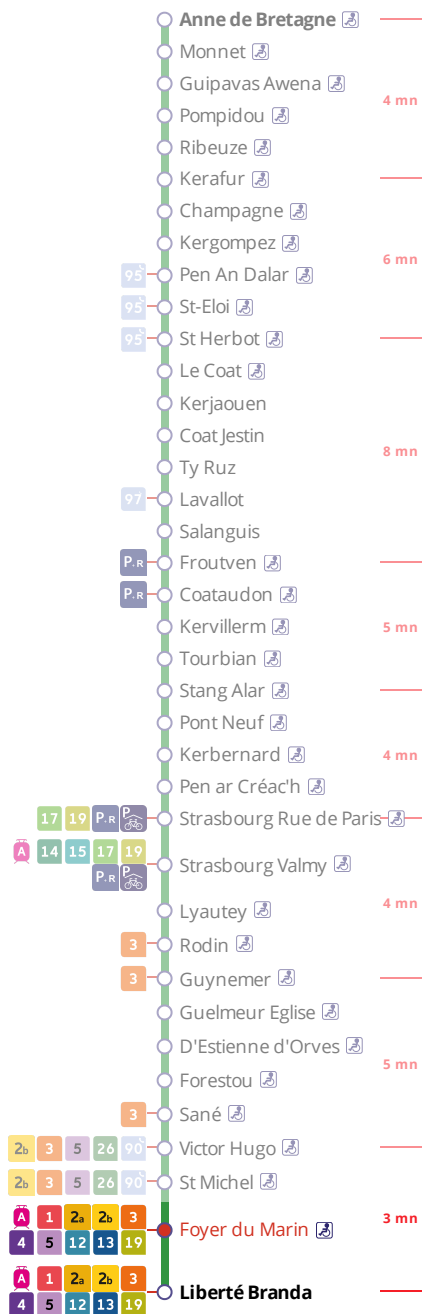 Anne de Bretagne
Monnet
Guipavas Awena
4 mn
Pompidou
Ribeuze
Kerafur
Champagne
Kergompez
6 mn
95 Pen An Dalar
95 St-Eloi
95 St Herbot
Le Coat
Kerjaouen
Coat Jestin
8 mn
Ty Ruz
97 Lavallot
Salanguis
P+R Froutven
P+R Coataudon
Kervillerm
5 mn
Tourbian
Stang Alar
Pont Neuf
Kerbernard
4 mn
Pen ar Créac'h
17 19 P+R P Strasbourg Rue de Paris
A 14 15 17 19
Strasbourg Valmy
P+R P
Lyautey
4 mn
3 Rodin
3 Guynemer
Guelmeur Eglise
D'Estienne d'Orves
5 mn
Forestou
3 Sané
2b 3 5 26 90 Victor Hugo
2b 3 5 26 90 St Michel
A 1 2a 2b 3
Foyer du Marin
3 mn
4 5 12 13 19
A 1 2a 2b 3
Liberté Branda
4 5 12 13 19